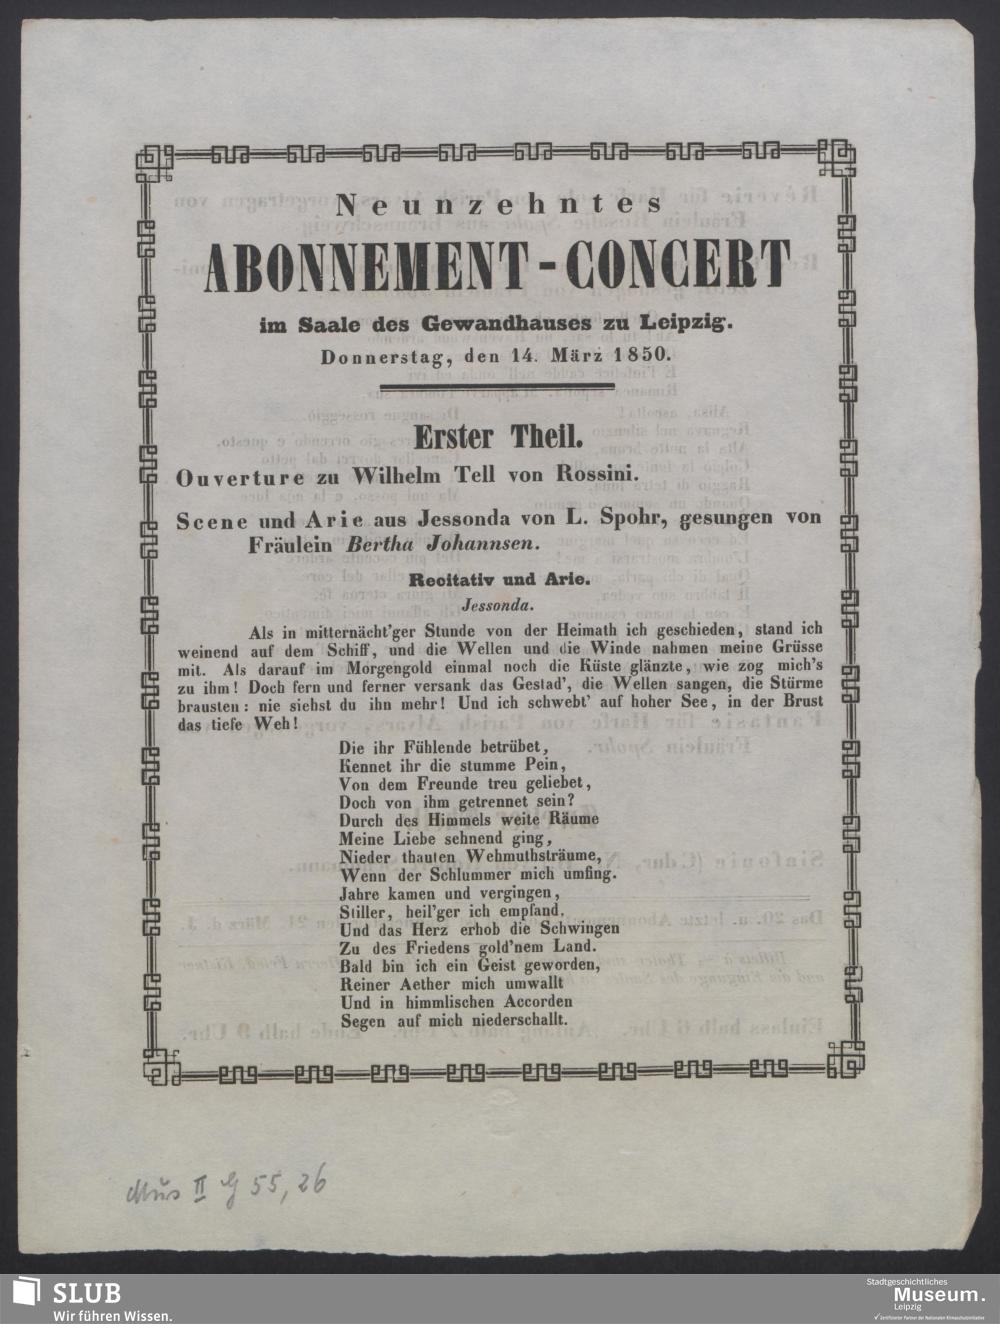 Neunzehntes
ABONNEMENT-CONCERT
im Saale des Gewandhauses zu Leipzig.
Donnerstag, den 14. März 1850.
Erster Theil.
Ouverture zu Wilhelm Tell von Rossini.
Scene und Arie aus Jessonda von L. Spohr, gesungen von
Fräulein Bertha Johannsen.
Recitativ und Arie.
Jessonda.
Als in mitternächt'ger Stunde von der Heimath ich geschieden, stand ich
weinend auf dem Schiff, und die Wellen und die Winde nahmen meine Grüsse
mit. Als darauf im Morgengold einmal noch die Küste glänzte, wie zog mich's
zu ihm! Doch fern und ferner versank das Gestad', die Wellen sangen, die Stürme
brausten: nie siehst du ihn mehr! Und ich schwebt' auf hoher See, in der Brust
das tiefe Weh!
Die ihr Fühlende betrübet,
Kennet ihr die stumme Pein,
Von dem Freunde treu geliebet,
Doch von ihm getrennet sein?
Durch des Himmels weite Räume
Meine Liebe sehnend ging,
Nieder thauten Wehmuthsträume,
Wenn der Schlummer mich umfing.
Jahre kamen und vergingen,
Stiller, heil'ger ich empfand,
Und das Herz erhob die Schwingen
Zu des Friedens gold'nem Land.
Bald bin ich ein Geist geworden,
Reiner Aether mich umwallt
Und in himmlischen Accorden
Segen auf mich niederschallt.
Mus II G 55, 26
SLUB
Wir führen Wissen.
Stadtgeschichtliches
Museum.
Leipzig
Zertifizierter Partner der Nationalen Klimaschutzinitiative